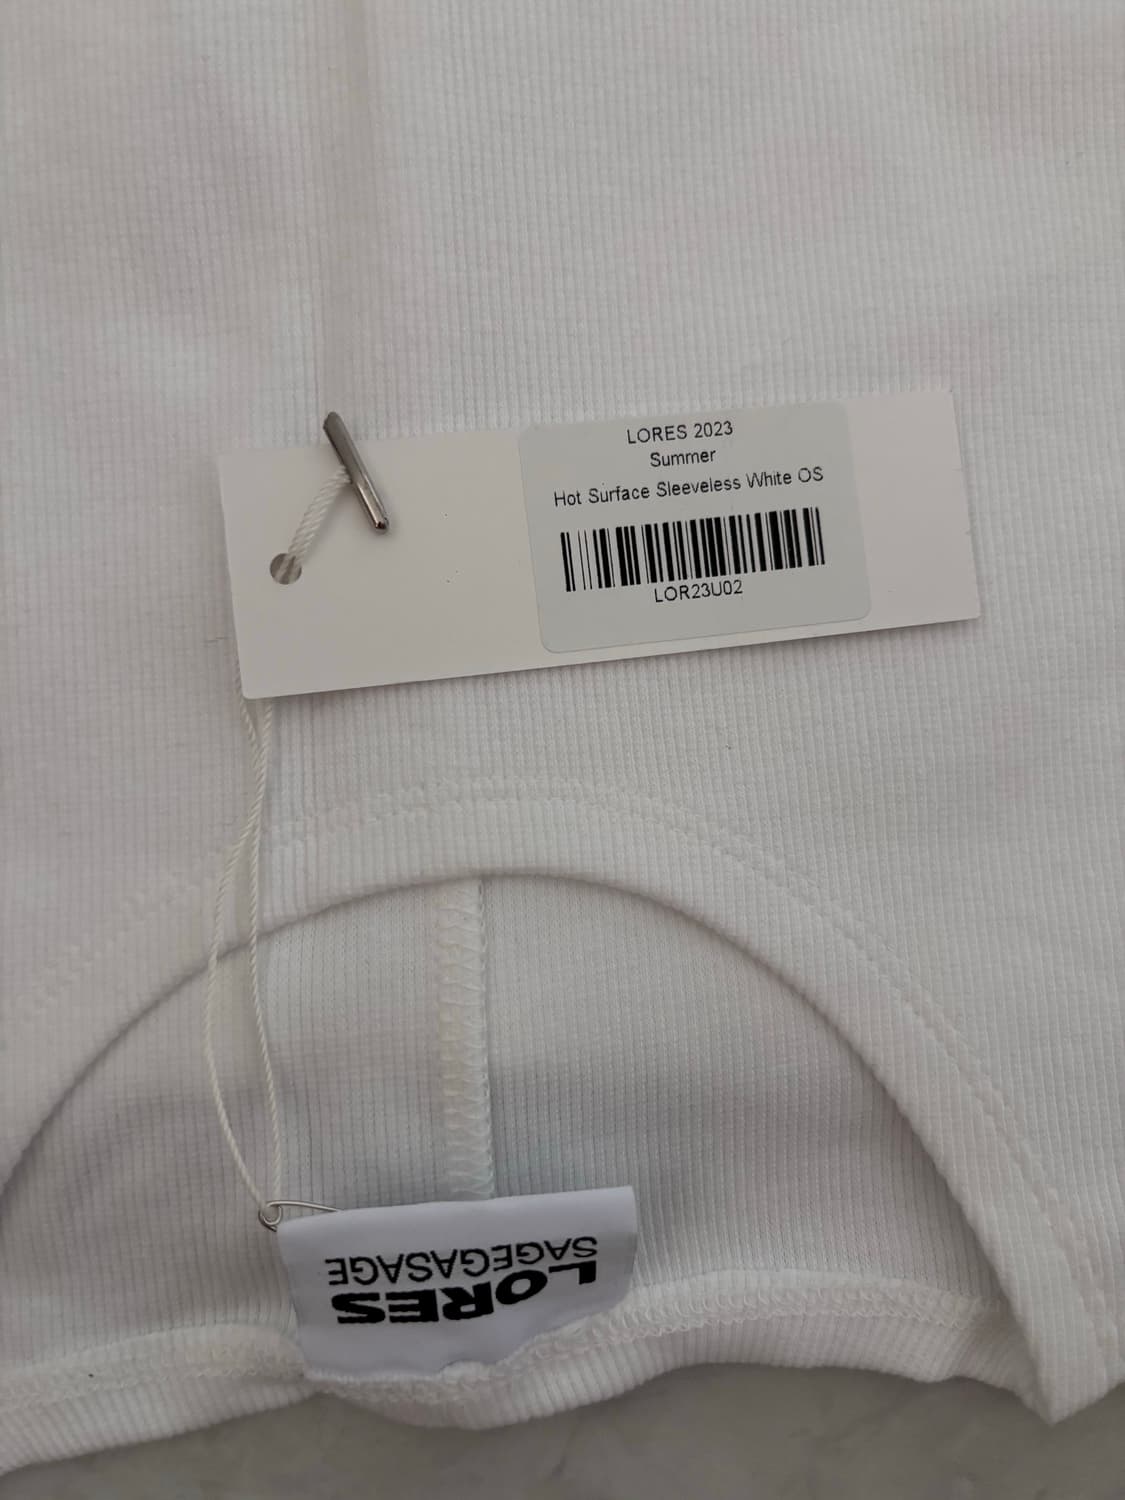 LORES 2023
Summer
Hot Surface Sleeveless White OS
LOR23U02
LORES
SAGEGASAGE